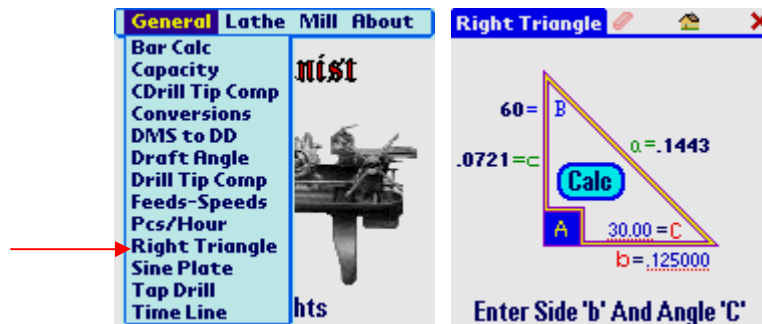 General Lathe Mill About
Bar Calc
Capacity
CDrill Tip Comp
Conversions
DMS to DD
Draft Angle
Drill Tip Comp
Feeds-Speeds
Pcs/Hour
Right Triangle
Sine Plate
Tap Drill
Time Line
nist
hts
Right Triangle
60= B
a=.1443
.0721=c
Calc
A 30.00 =C
b=.125000
Enter Side 'b' And Angle 'C'